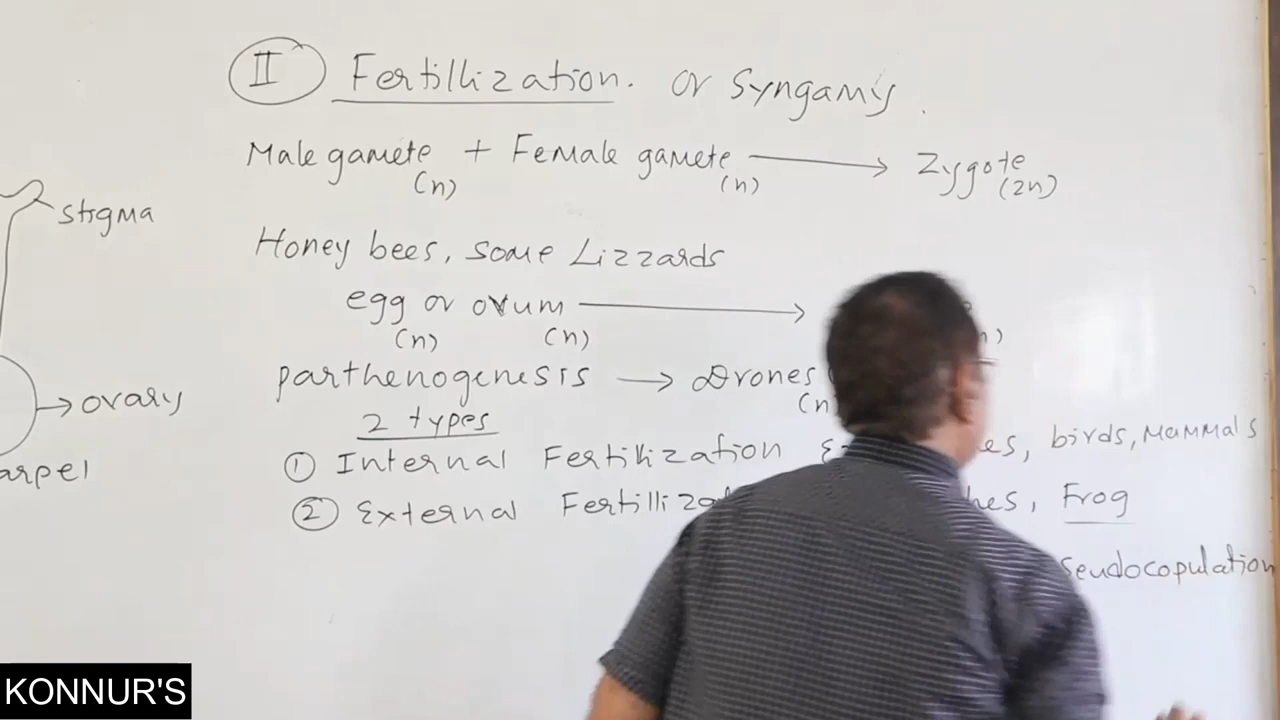 II Fertillization. or Syngamy.
Male gamete (n) + Female gamete (n) → Zygote (2n)
stigma
Honey bees, some Lizzards
egg or ovum →
(n) (n)
parthenogenesis → Drones
(n
→ ovary
2 types
① Internal Fertilization birds, Mammals
② External Frog
arpel
seudocopulation
KONNUR'S